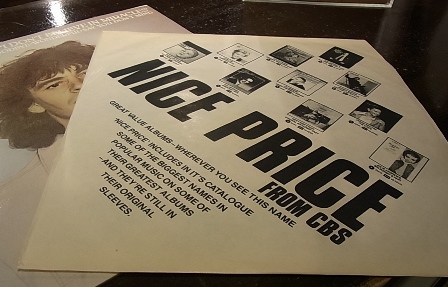 NICE PRICE
FROM CBS
GREAT VALUE ALBUMS – WHEREVER YOU SEE THIS NAME
'NICE PRICE' INCLUDES IN IT'S CATALOGUE
SOME OF THE BIGGEST NAMES IN
POPULAR MUSIC ON SOME OF
THEIR GREATEST ALBUMS
–AND THEY'RE STILL IN
THEIR ORIGINAL
SLEEVES.
IN MIRACLES